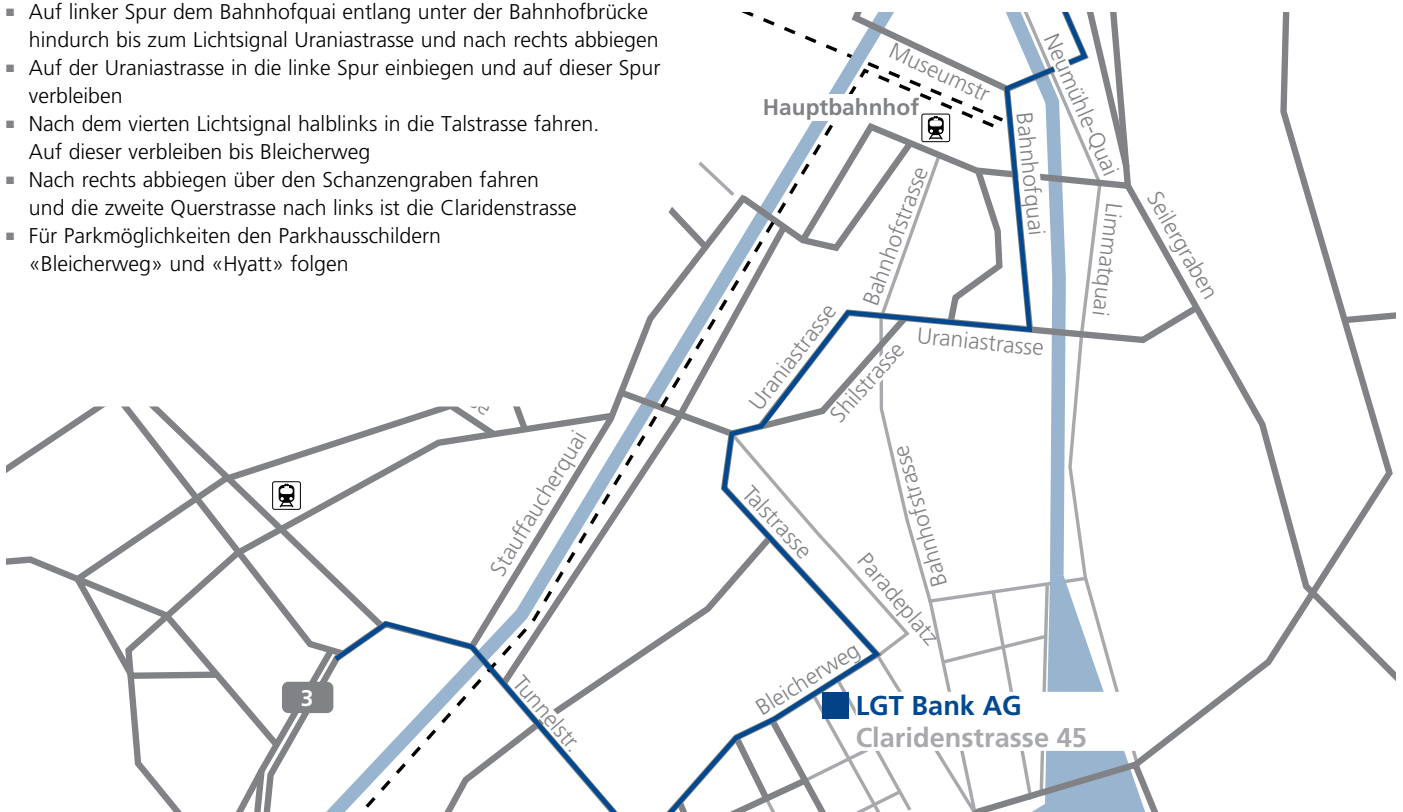 ▪ Auf linker Spur dem Bahnhofquai entlang unter der Bahnhofbrücke
hindurch bis zum Lichtsignal Uraniastrasse und nach rechts abbiegen
▪ Auf der Uraniastrasse in die linke Spur einbiegen und auf dieser Spur
verbleiben
▪ Nach dem vierten Lichtsignal halblinks in die Talstrasse fahren.
Auf dieser verbleiben bis Bleicherweg
▪ Nach rechts abbiegen über den Schanzengraben fahren
und die zweite Querstrasse nach links ist die Claridenstrasse
▪ Für Parkmöglichkeiten den Parkhausschildern
«Bleicherweg» und «Hyatt» folgen
Museumstr
Neumühle-Quai
Hauptbahnhof
Bahnhofquai
Bahnhofstrasse
Limmatquai
Seilergraben
Uraniastrasse
Uraniastrasse
Shilstrasse
Stauffaucherquai
Bahnhofstrasse
Talstrasse
Paradeplatz
Bleicherweg
Tunnelstr.
3
LGT Bank AG
Claridenstrasse 45